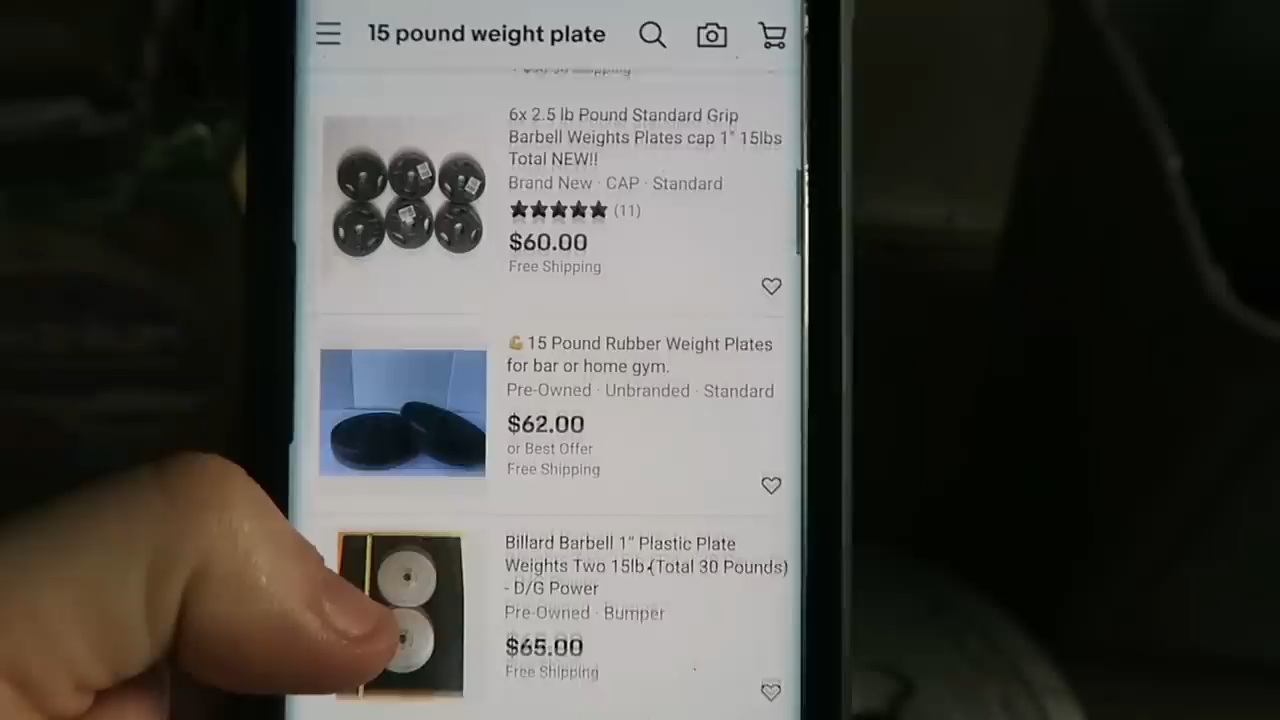 15 pound weight plate
Shipping
6x 2.5 lb Pound Standard Grip
Barbell Weights Plates cap 1" 15lbs
Total NEW!!
Brand New · CAP · Standard
(11)
$60.00
Free Shipping
💪 15 Pound Rubber Weight Plates
for bar or home gym.
Pre-Owned · Unbranded · Standard
$62.00
or Best Offer
Free Shipping
Billard Barbell 1" Plastic Plate
Weights Two 15lb (Total 30 Pounds)
- D/G Power
Pre-Owned · Bumper
$65.00
Free Shipping